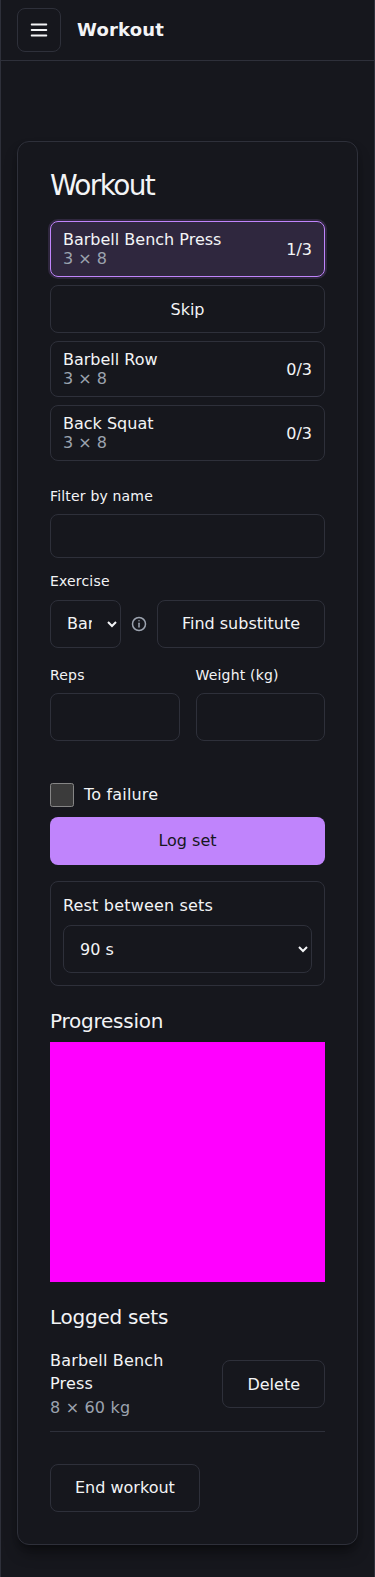 Workout
Workout
Barbell Bench Press
3 × 8
1/3
Skip
Barbell Row
3 × 8
0/3
Back Squat
3 × 8
0/3
Filter by name
Exercise
Bar
Find substitute
Reps
Weight (kg)
To failure
Log set
Rest between sets
90 s
Progression
Logged sets
Barbell Bench
Press
8 × 60 kg
Delete
End workout